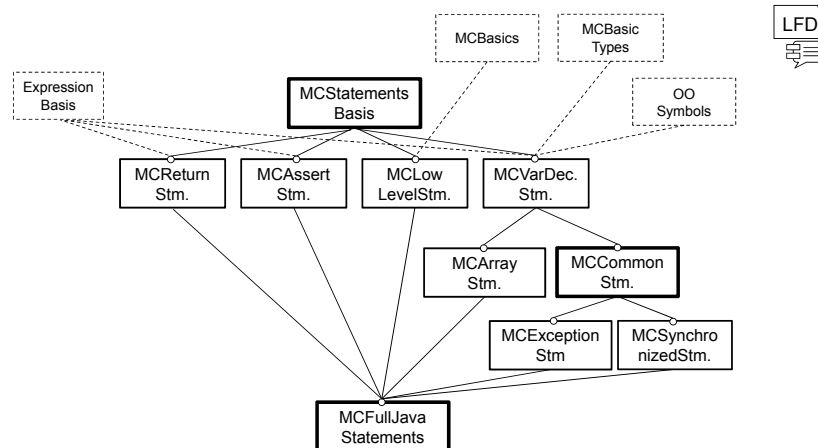 LFD
MCBasics
MCBasic
Types
Expression
Basis
MCStatements
Basis
OO
Symbols
MCReturn
Stm.
MCAssert
Stm.
MCLow
LevelStm.
MCVarDec.
Stm.
MCArray
Stm.
MCCommon
Stm.
MCException
Stm
MCSynchro
nizedStm.
MCFullJava
Statements